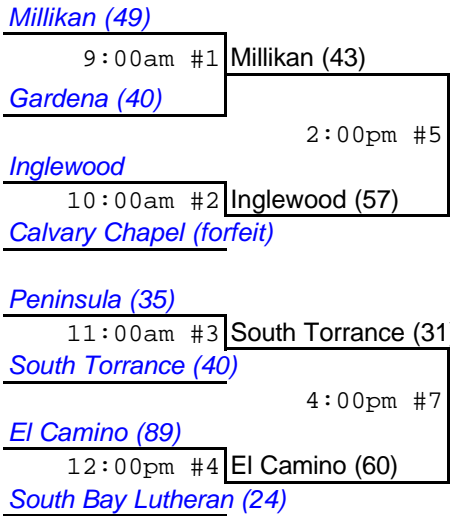 Millikan (49)
9:00am #1 Millikan (43)
Gardena (40)
2:00pm #5
Inglewood
10:00am #2 Inglewood (57)
Calvary Chapel (forfeit)
Peninsula (35)
11:00am #3 South Torrance (31
South Torrance (40)
4:00pm #7
El Camino (89)
12:00pm #4 El Camino (60)
South Bay Lutheran (24)